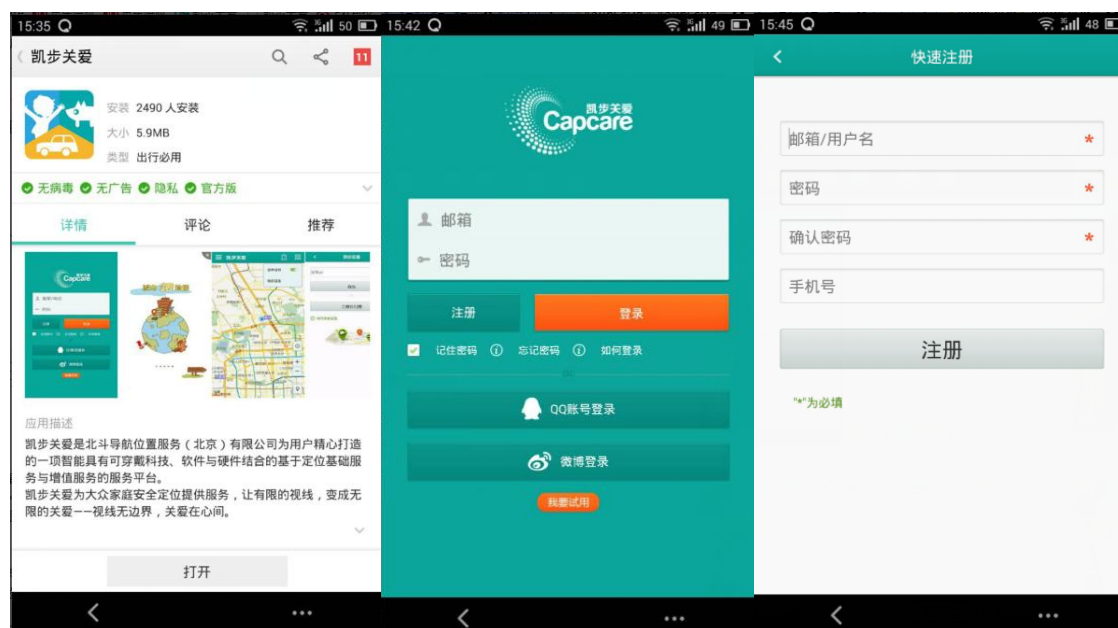 15:35
50
凯步关爱
11
安装 2490 人安装
大小 5.9MB
类型 出行必用
无病毒 无广告 隐私 官方版
详情 评论 推荐
Capcare
凯步关爱
应用描述
凯步关爱是北斗导航位置服务（北京）有限公司为用户精心打造
的一项智能具有可穿戴科技、软件与硬件结合的基于定位基础服
务与增值服务的服务平台。
凯步关爱为大众家庭安全定位提供服务，让有限的视线，变成无
限的关爱——视线无边界，关爱在心间。
打开
15:42
49
凯步关爱
Capcare
邮箱
密码
注册 登录
记住密码 忘记密码 如何登录
QQ账号登录
微博登录
我要试用
15:45
48
快速注册
邮箱/用户名 *
密码 *
确认密码 *
手机号
注册
"*"为必填